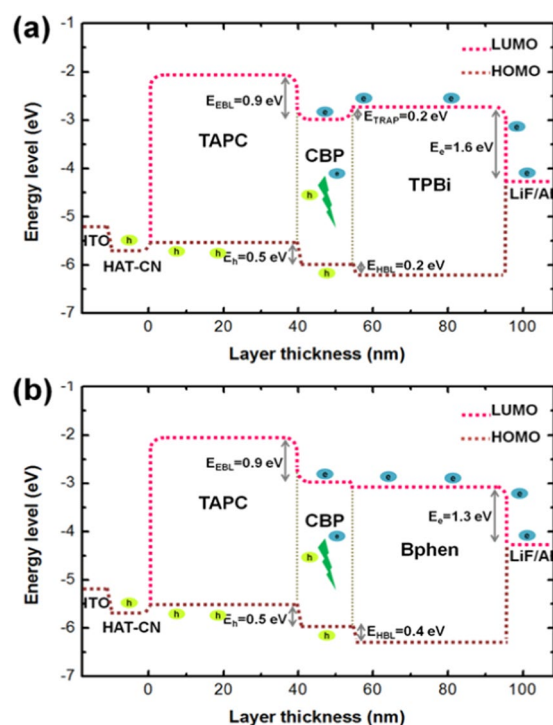 (a)
-1
-2
-3
-4
-5
-6
-7
Energy level (eV)
LUMO
HOMO
E_EBL=0.9 eV
E_TRAP=0.2 eV
TAPC
CBP
TPBi
E_e=1.6 eV
LiF/Al
HAT-CN
E_h=0.5 eV
E_HBL=0.2 eV
e
e
e
e
e
e
h
h
h
h
h
0
20
40
60
80
100
Layer thickness (nm)
(b)
-1
-2
-3
-4
-5
-6
-7
Energy level (eV)
LUMO
HOMO
E_EBL=0.9 eV
TAPC
CBP
Bphen
E_e=1.3 eV
LiF/Al
HAT-CN
E_h=0.5 eV
E_HBL=0.4 eV
e
e
e
e
e
e
h
h
h
h
h
0
20
40
60
80
100
Layer thickness (nm)